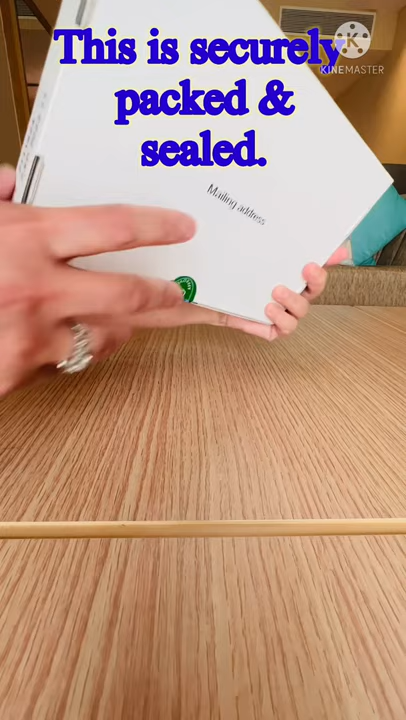 This is securely
packed &
sealed.
KINEMASTER
Mailing address